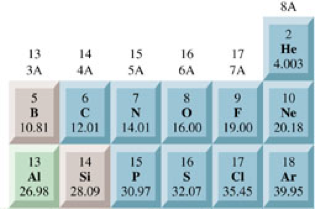 8A
2
He
4.003
13 14 15 16 17
3A 4A 5A 6A 7A
5 6 7 8 9 10
B C N O F Ne
10.81 12.01 14.01 16.00 19.00 20.18
13 14 15 16 17 18
Al Si P S Cl Ar
26.98 28.09 30.97 32.07 35.45 39.95